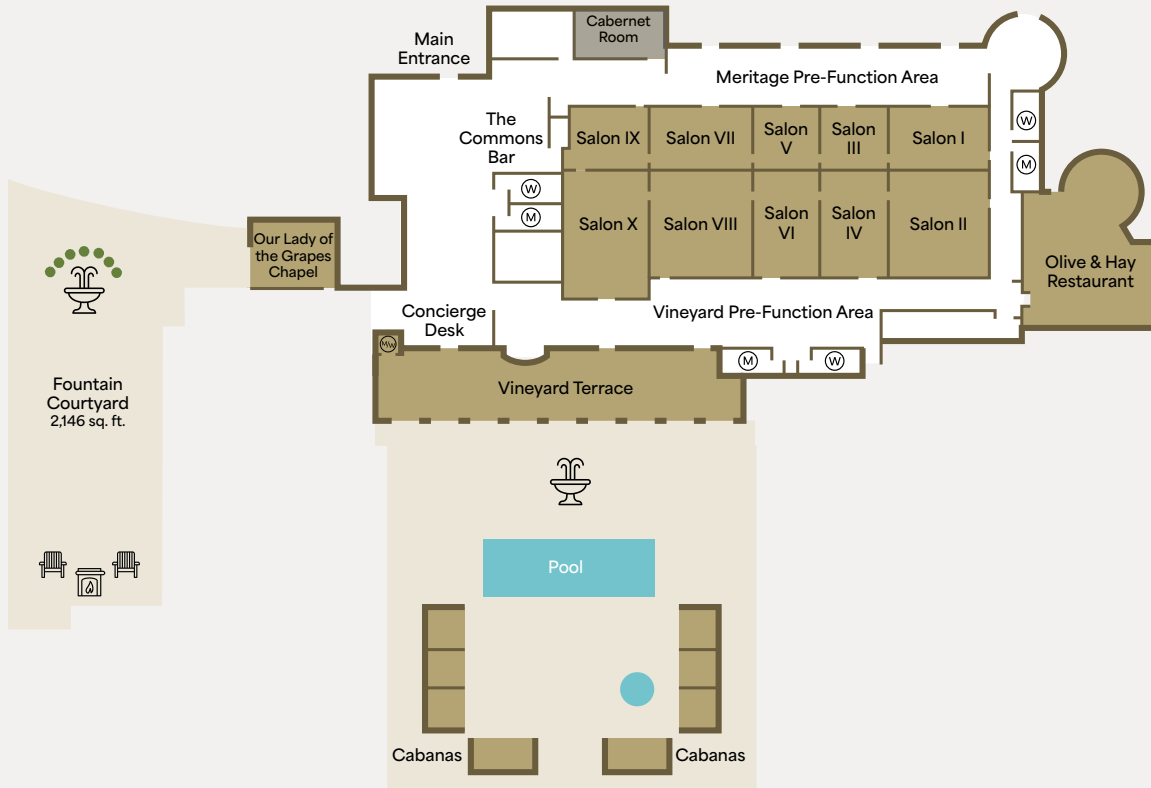 Cabernet
Room
Main
Entrance
Meritage Pre-Function Area
The
Commons
Bar
Salon IX
Salon VII
Salon
V
Salon
III
Salon I
W
M
W
M
Salon X
Salon VIII
Salon
VI
Salon
IV
Salon II
Our Lady of
the Grapes
Chapel
Olive & Hay
Restaurant
Concierge
Desk
Vineyard Pre-Function Area
M/W
M
W
Vineyard Terrace
Fountain
Courtyard
2,146 sq. ft.
Pool
Cabanas
Cabanas